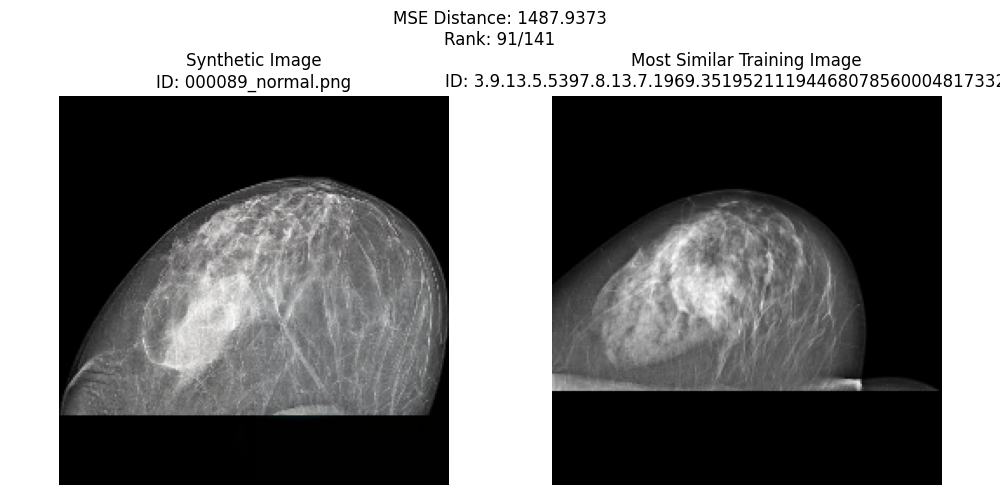 MSE Distance: 1487.9373
Rank: 91/141
Synthetic Image
ID: 000089_normal.png
Most Similar Training Image
ID: 3.9.13.5.5397.8.13.7.1969.35195211194468078560004817332